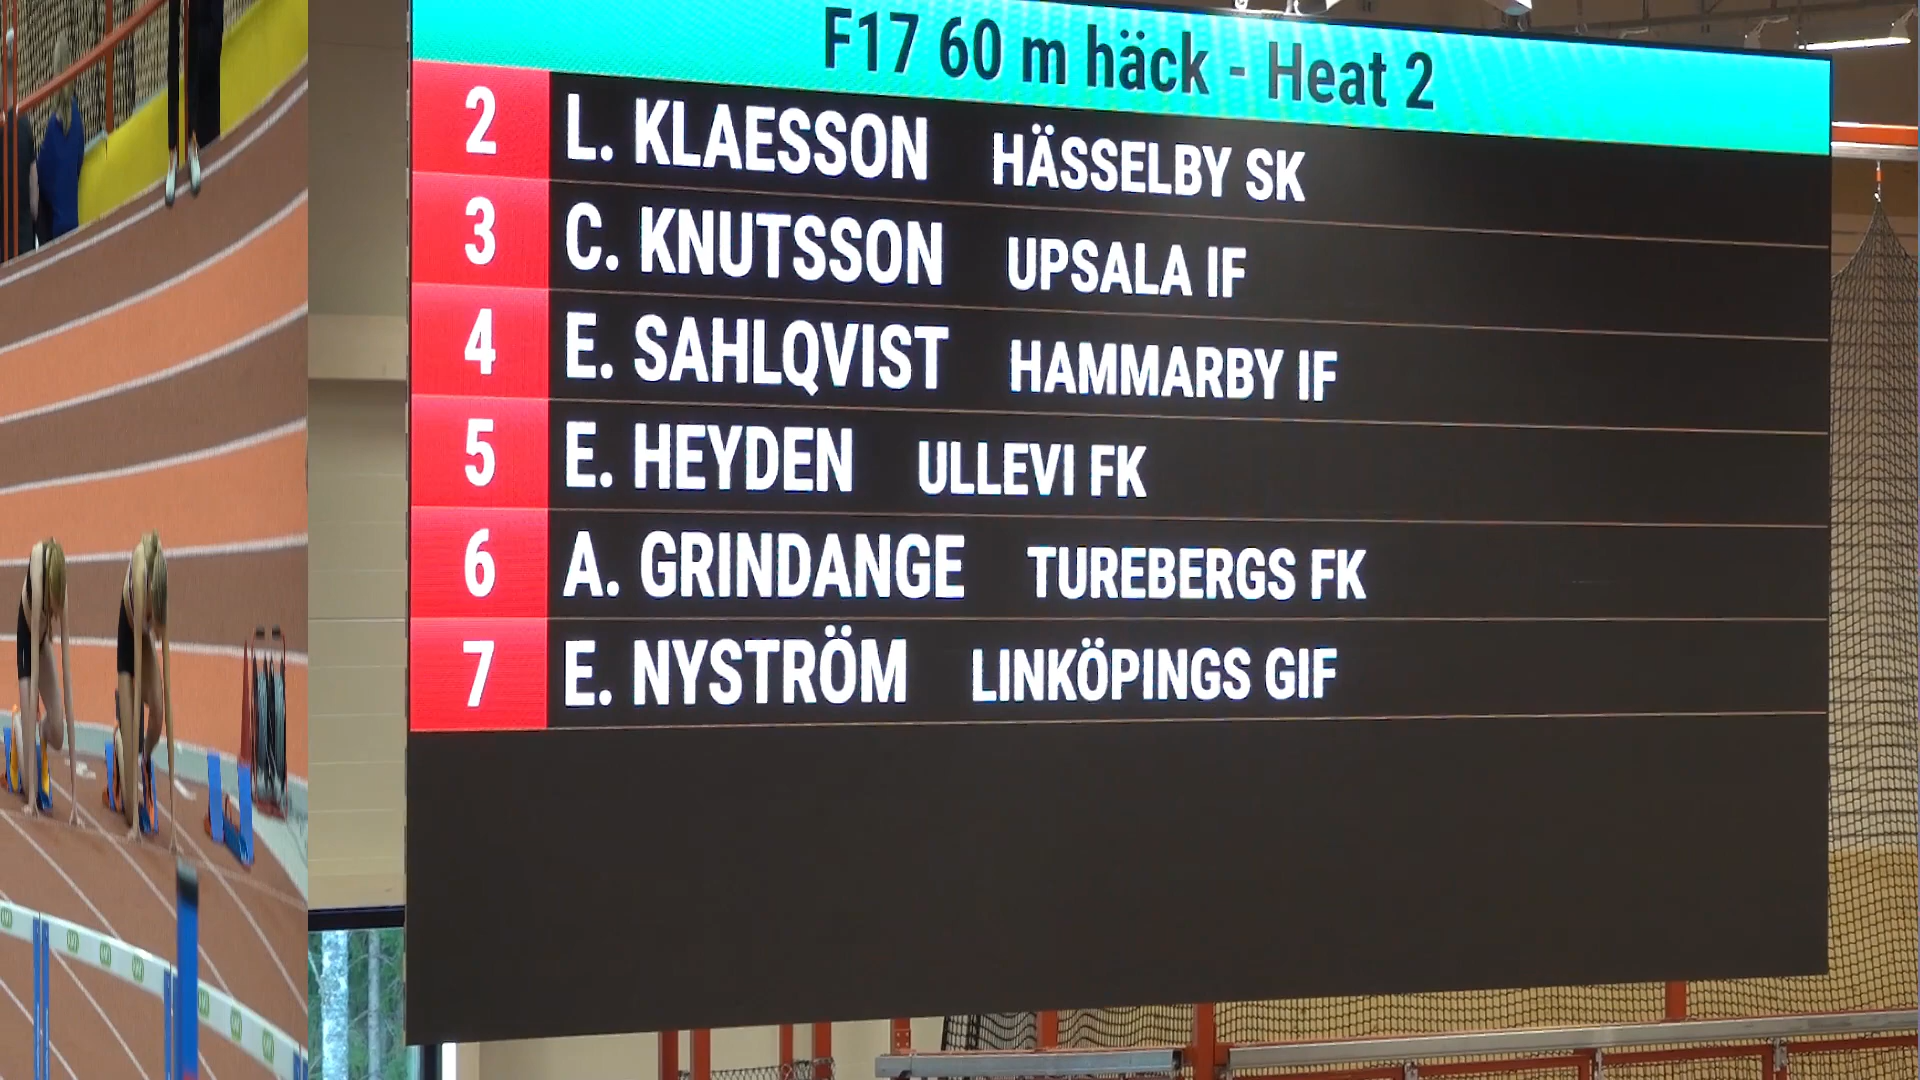 F17 60 m häck - Heat 2
2 L. KLAESSON HÄSSELBY SK
3 C. KNUTSSON UPSALA IF
4 E. SAHLQVIST HAMMARBY IF
5 E. HEYDEN ULLEVI FK
6 A. GRINDANGE TUREBERGS FK
7 E. NYSTRÖM LINKÖPINGS GIF